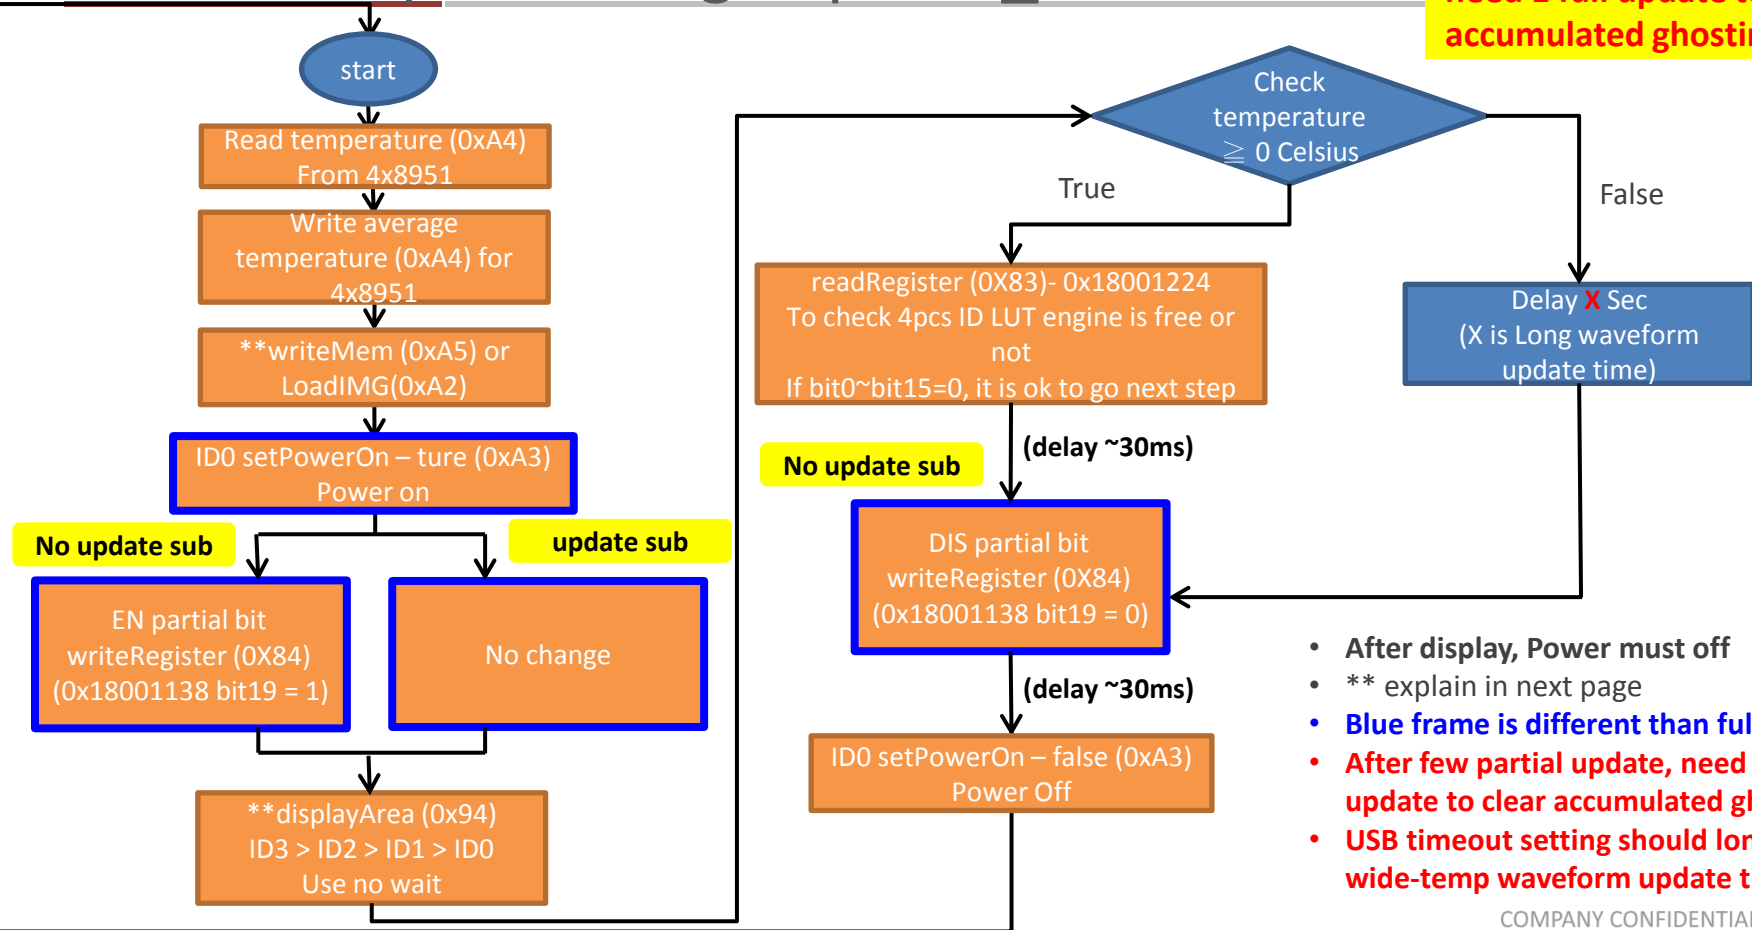 accumulated ghostin
start
Read temperature (0xA4)
From 4x8951
Write average
temperature (0xA4) for
4x8951
**writeMem (0xA5) or
LoadIMG(0xA2)
ID0 setPowerOn – ture (0xA3)
Power on
No update sub
update sub
EN partial bit
writeRegister (0X84)
(0x18001138 bit19 = 1)
No change
**displayArea (0x94)
ID3 > ID2 > ID1 > ID0
Use no wait
Check
temperature
≧ 0 Celsius
True
False
readRegister (0X83)- 0x18001224
To check 4pcs ID LUT engine is free or
not
If bit0~bit15=0, it is ok to go next step
Delay X Sec
(X is Long waveform
update time)
(delay ~30ms)
No update sub
DIS partial bit
writeRegister (0X84)
(0x18001138 bit19 = 0)
(delay ~30ms)
ID0 setPowerOn – false (0xA3)
Power Off
• After display, Power must off
• ** explain in next page
• Blue frame is different than ful
• After few partial update, need
update to clear accumulated gh
• USB timeout setting should lon
wide-temp waveform update t
COMPANY CONFIDENTIAL